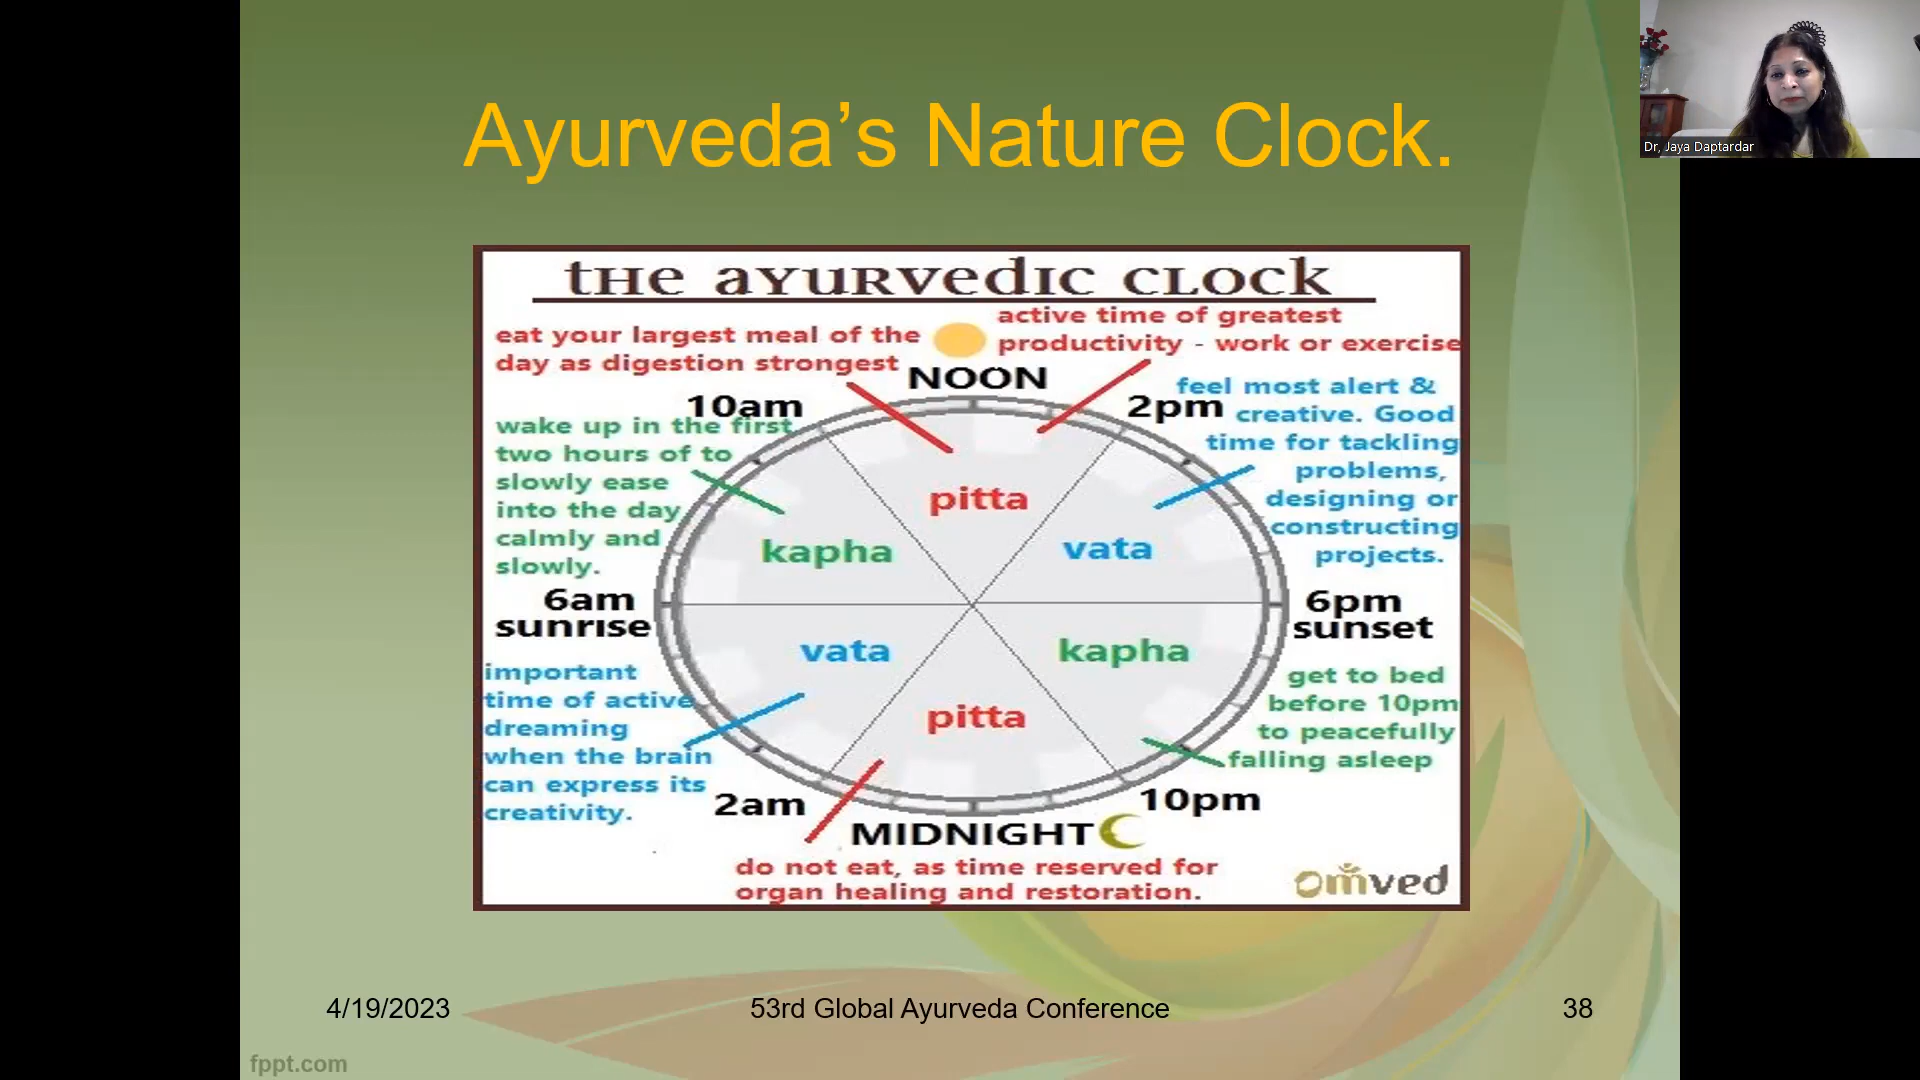 Dr, Jaya Daptardar
Ayurveda’s Nature Clock.
tHe ayurvedic clock
eat your largest meal of the
day as digestion strongest
active time of greatest
productivity - work or exercise
NOON
10am
2pm
wake up in the first
two hours of to
slowly ease
into the day
calmly and
slowly.
feel most alert &
creative. Good
time for tackling
problems,
designing or
constructing
projects.
pitta
kapha
vata
6am
sunrise
6pm
sunset
vata
kapha
pitta
important
time of active
dreaming
when the brain
can express its
creativity.
get to bed
before 10pm
to peacefully
falling asleep
2am
10pm
MIDNIGHT
do not eat, as time reserved for
organ healing and restoration.
omved
4/19/2023
53rd Global Ayurveda Conference
38
fppt.com